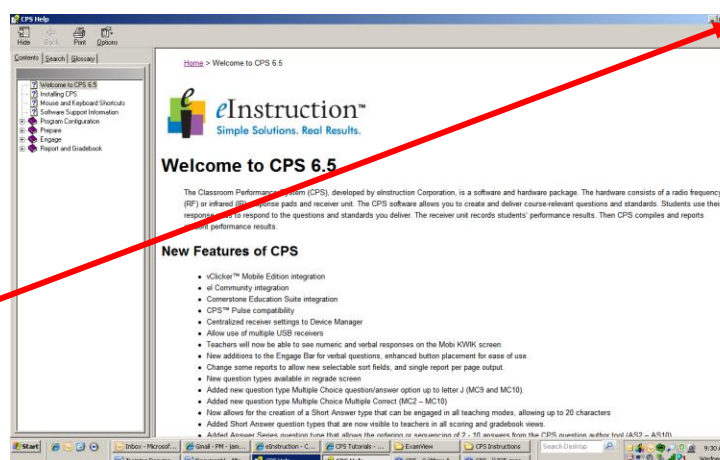 CPS Help
Hide Back Print Options
Contents Search Glossary
Welcome to CPS 6.5
Installing CPS
Mouse and Keyboard Shortcuts
Software Support Information
Program Configuration
Prepare
Engage
Report and Gradebook
Home > Welcome to CPS 6.5
eInstruction™
Simple Solutions. Real Results.
Welcome to CPS 6.5
The Classroom Performance System (CPS), developed by eInstruction Corporation, is a software and hardware package. The hardware consists of a radio frequency
(RF) or infrared (IR) response pads and receiver unit. The CPS software allows you to create and deliver course-relevant questions and standards. Students use their
response to respond to the questions and standards you deliver. The receiver unit records students' performance results. Then CPS compiles and reports
performance results.
New Features of CPS
• vClicker™ Mobile Edition integration
• eI Community integration
• Cornerstone Education Suite integration
• CPS™ Pulse compatibility
• Centralized receiver settings to Device Manager
• Allow use of multiple USB receivers
• Teachers will now be able to see numeric and verbal responses on the Mobi KWIK screen.
• New additions to the Engage Bar for verbal questions, enhanced button placement for ease of use.
• Change some reports to allow new selectable sort fields, and single report per page output.
• New question types available in regrade screen
• Added new question type Multiple Choice question/answer option up to letter J (MC9 and MC10).
• Added new question type Multiple Choice Multiple Correct (MC2 – MC10)
• Now allows for the creation of a Short Answer type that can be engaged in all teaching modes, allowing up to 20 characters
• Added Short Answer question types that are now visible to teachers in all scoring and gradebook views.
• Added Answer Series question type that allows the ordering or sequencing of 2 - 10 answers from the CPS question author tool (AS2 – AS10)
Start Inbox - Microsof... Gmail - PM - jam... eInstruction - C... CPS Tutorials - ... ExamView CPS Instructions Search Desktop 9:30
CPS Help